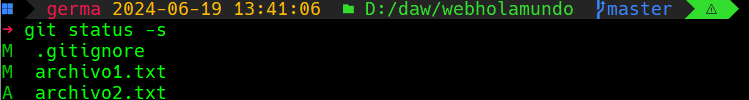 germa 2024-06-19 13:41:06 D:/daw/webholamundo master
➜ git status -s
M  .gitignore
M  archivo1.txt
A  archivo2.txt